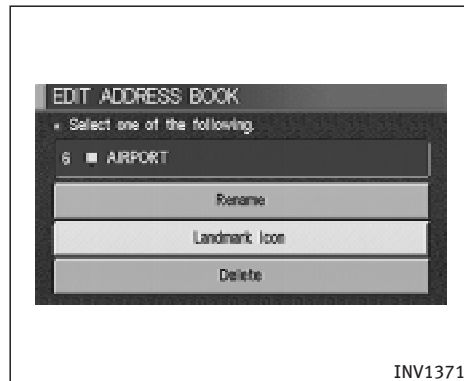 EDIT ADDRESS BOOK
Select one of the following.
6 AIRPORT
Rename
Landmark Icon
Delete
INV1371